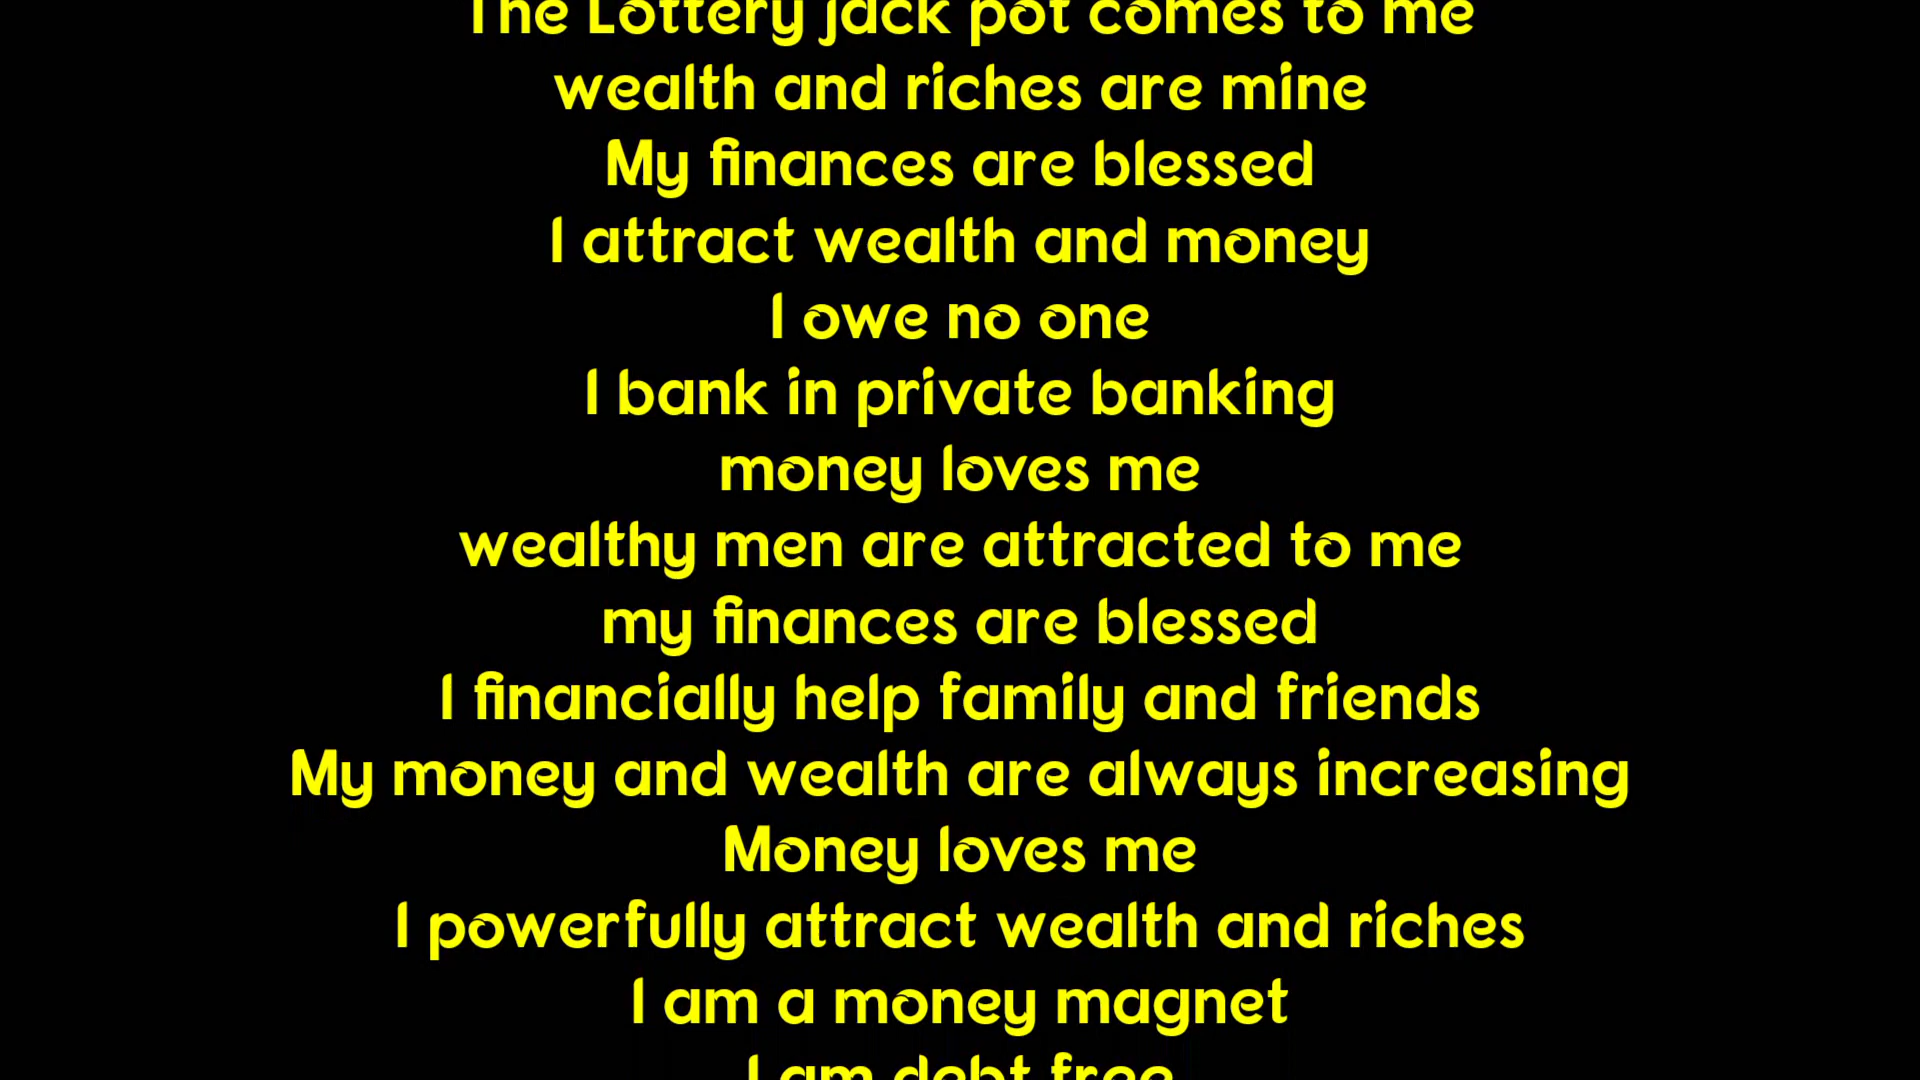 The Lottery jack pot comes to me
wealth and riches are mine
My finances are blessed
I attract wealth and money
I owe no one
I bank in private banking
money loves me
wealthy men are attracted to me
my finances are blessed
I financially help family and friends
My money and wealth are always increasing
Money loves me
I powerfully attract wealth and riches
I am a money magnet
I am debt free